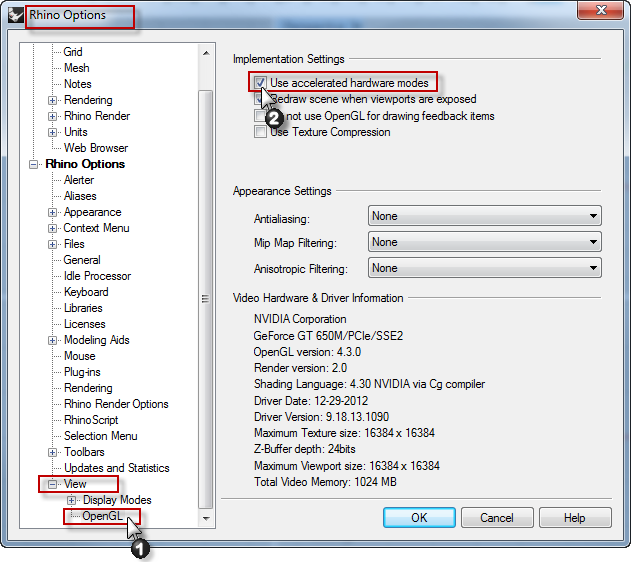 Rhino Options
Grid
Mesh
Notes
Rendering
Rhino Render
Units
Web Browser
Rhino Options
Alerter
Aliases
Appearance
Context Menu
Files
General
Idle Processor
Keyboard
Libraries
Licenses
Modeling Aids
Mouse
Plug-ins
Rendering
Rhino Render Options
RhinoScript
Selection Menu
Toolbars
Updates and Statistics
View
Display Modes
OpenGL
1
Implementation Settings
Use accelerated hardware modes
2
Redraw scene when viewports are exposed
not use OpenGL for drawing feedback items
Use Texture Compression
Appearance Settings
Antialiasing: None
Mip Map Filtering: None
Anisotropic Filtering: None
Video Hardware & Driver Information
NVIDIA Corporation
GeForce GT 650M/PCIe/SSE2
OpenGL version: 4.3.0
Render version: 2.0
Shading Language: 4.30 NVIDIA via Cg compiler
Driver Date: 12-29-2012
Driver Version: 9.18.13.1090
Maximum Texture size: 16384 x 16384
Z-Buffer depth: 24bits
Maximum Viewport size: 16384 x 16384
Total Video Memory: 1024 MB
OK Cancel Help